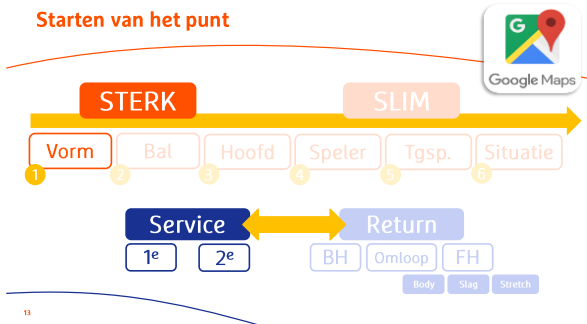 Starten van het punt
G
Google Maps
STERK SLIM
Vorm Bal Hoofd Speler Tgsp. Situatie
1 2 3 4 5 6
Service Return
1e 2e BH Omloop FH
Body Slag Stretch
13